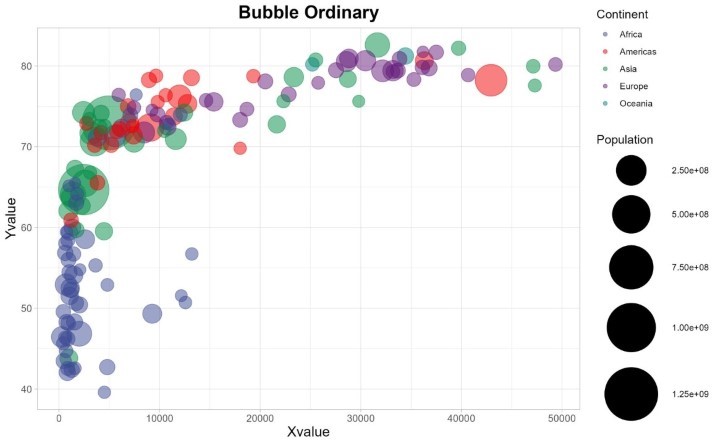 Bubble Ordinary
Yvalue
80
70
60
50
40
0
10000
20000
30000
40000
50000
Xvalue
Continent
Africa
Americas
Asia
Europe
Oceania
Population
2.50e+08
5.00e+08
7.50e+08
1.00e+09
1.25e+09